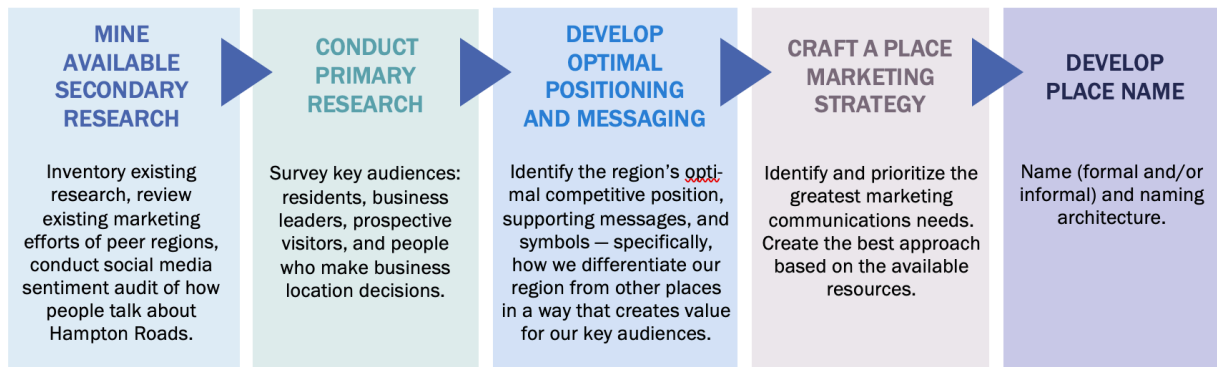 MINE
AVAILABLE
SECONDARY
RESEARCH
Inventory existing
research, review
existing marketing
efforts of peer regions,
conduct social media
sentiment audit of how
people talk about
Hampton Roads.
CONDUCT
PRIMARY
RESEARCH
Survey key audiences:
residents, business
leaders, prospective
visitors, and people
who make business
location decisions.
DEVELOP
OPTIMAL
POSITIONING
AND MESSAGING
Identify the region’s opti-
mal competitive position,
supporting messages, and
symbols — specifically,
how we differentiate our
region from other places
in a way that creates value
for our key audiences.
CRAFT A PLACE
MARKETING
STRATEGY
Identify and prioritize the
greatest marketing
communications needs.
Create the best approach
based on the available
resources.
DEVELOP
PLACE NAME
Name (formal and/or
informal) and naming
architecture.